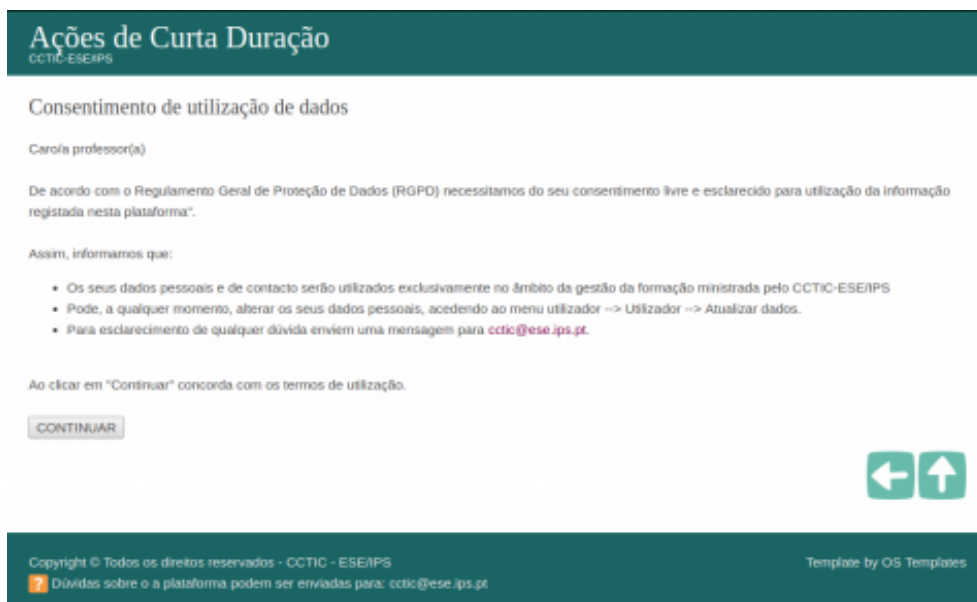 Ações de Curta Duração
CCTIC-ESE/IPS
Consentimento de utilização de dados
Caro/a professor(a)
De acordo com o Regulamento Geral de Proteção de Dados (RGPD) necessitamos do seu consentimento livre e esclarecido para utilização da informação
registada nesta plataforma".
Assim, informamos que:
• Os seus dados pessoais e de contacto serão utilizados exclusivamente no âmbito da gestão da formação ministrada pelo CCTIC-ESE/IPS
• Pode, a qualquer momento, alterar os seus dados pessoais, acedendo ao menu utilizador --> Utilizador --> Atualizar dados.
• Para esclarecimento de qualquer dúvida enviem uma mensagem para cctic@ese.ips.pt.
Ao clicar em "Continuar" concorda com os termos de utilização.
CONTINUAR
Copyright © Todos os direitos reservados - CCTIC - ESE/IPS
Template by OS Templates
? Dúvidas sobre o a plataforma podem ser enviadas para: cctic@ese.ips.pt